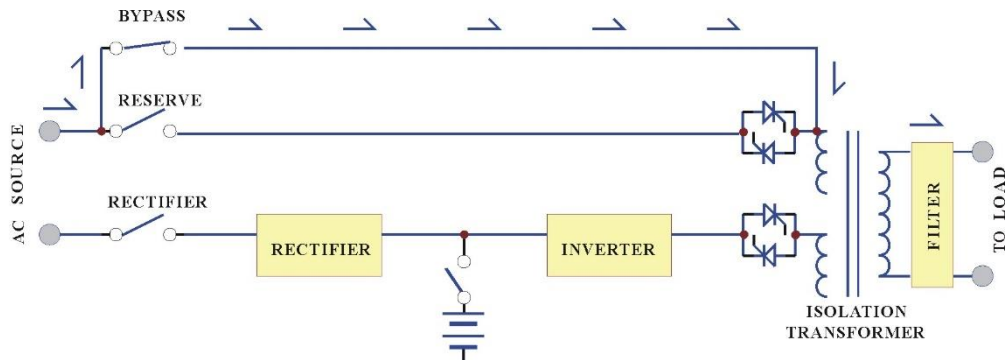 BYPASS
RESERVE
AC SOURCE
RECTIFIER
RECTIFIER
INVERTER
FILTER
TO LOAD
ISOLATION
TRANSFORMER